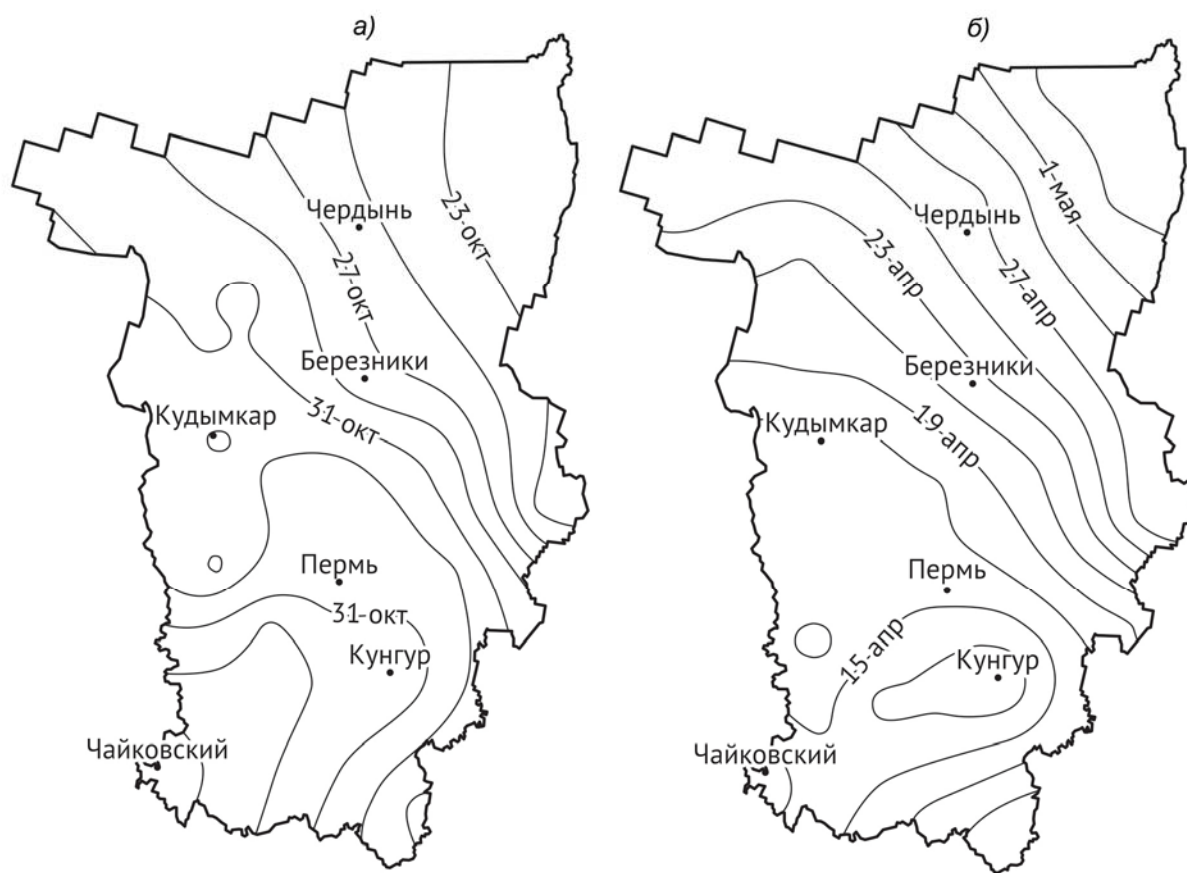 а)
Чердынь
23-окт
27-окт
Березники
31-окт
Кудымкар
Пермь
31-окт
Кунгур
Чайковский
б)
1-мая
Чердынь
23-апр
27-апр
Березники
Кудымкар
19-апр
Пермь
15-апр
Кунгур
Чайковский